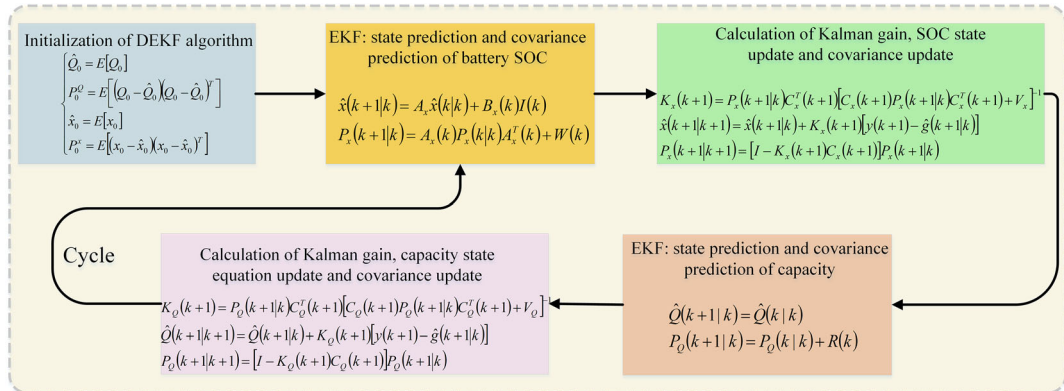 Initialization of DEKF algorithm
Q̂₀ = E[Q₀]
P₀^Q = E[(Q₀ − Q̂₀)(Q₀ − Q̂₀)^T]
x̂₀ = E[x₀]
P₀^x = E[(x₀ − x̂₀)(x₀ − x̂₀)^T]
EKF: state prediction and covariance
prediction of battery SOC
x̂(k+1|k) = A_x x̂(k|k) + B_x(k)I(k)
P_x(k+1|k) = A_x(k)P_x(k|k)A_x^T(k) + W(k)
Calculation of Kalman gain, SOC state
update and covariance update
K_x(k+1) = P_x(k+1|k)C_x^T(k+1)[C_x(k+1)P_x(k+1|k)C_x^T(k+1) + V_x]^−1
x̂(k+1|k+1) = x̂(k+1|k) + K_x(k+1)[y(k+1) − ĝ(k+1|k)]
P_x(k+1|k+1) = [I − K_x(k+1)C_x(k+1)]P_x(k+1|k)
EKF: state prediction and covariance
prediction of capacity
Q̂(k+1|k) = Q̂(k|k)
P_Q(k+1|k) = P_Q(k|k) + R(k)
Calculation of Kalman gain, capacity state
equation update and covariance update
K_Q(k+1) = P_Q(k+1|k)C_Q^T(k+1)[C_Q(k+1)P_Q(k+1|k)C_Q^T(k+1) + V_Q]^−1
Q̂(k+1|k+1) = Q̂(k+1|k) + K_Q(k+1)[y(k+1) − ĝ(k+1|k)]
P_Q(k+1|k+1) = [I − K_Q(k+1)C_Q(k+1)]P_Q(k+1|k)
Cycle